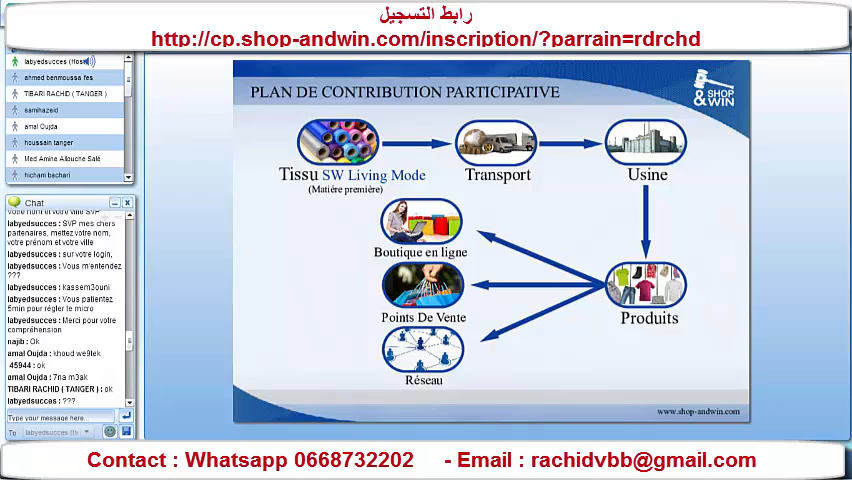 رابط التسجيل
http://cp.shop-andwin.com/inscription/?parrain=rdrchd
labyedsucces (Hos
ahmed benmoussa fes
TIBARI RACHID ( TANGER )
samihazeid
amal Oujda
houssain tanger
Med Amine Allouche Salé
hicham bachari
Chat
votre nom et votre ville SVP
labyedsucces : SVP mes chers
partenaires, mettez votre nom,
votre prénom et votre ville
labyedsucces : sur votre login,
labyedsucces : Vous m'entendez
???
labyedsucces : kassem3ouni
labyedsucces : Vous patientez
5min pour régler le micro
labyedsucces : Merci pour votre
compréhension
najib : Ok
amal Oujda : khoud we9tek
45944 : ok
amal Oujda : 7na m3ak
TIBARI RACHID ( TANGER ) : ok
labyedsucces : ???
Type your message here..
To : labyedsucces (H
PLAN DE CONTRIBUTION PARTICIPATIVE
SHOP
& WIN
Tissu SW Living Mode
(Matiére première)
Transport
Usine
Boutique en ligne
Points De Vente
Réseau
Produits
www.shop-andwin.com
Contact : Whatsapp 0668732202 - Email : rachidvbb@gmail.com